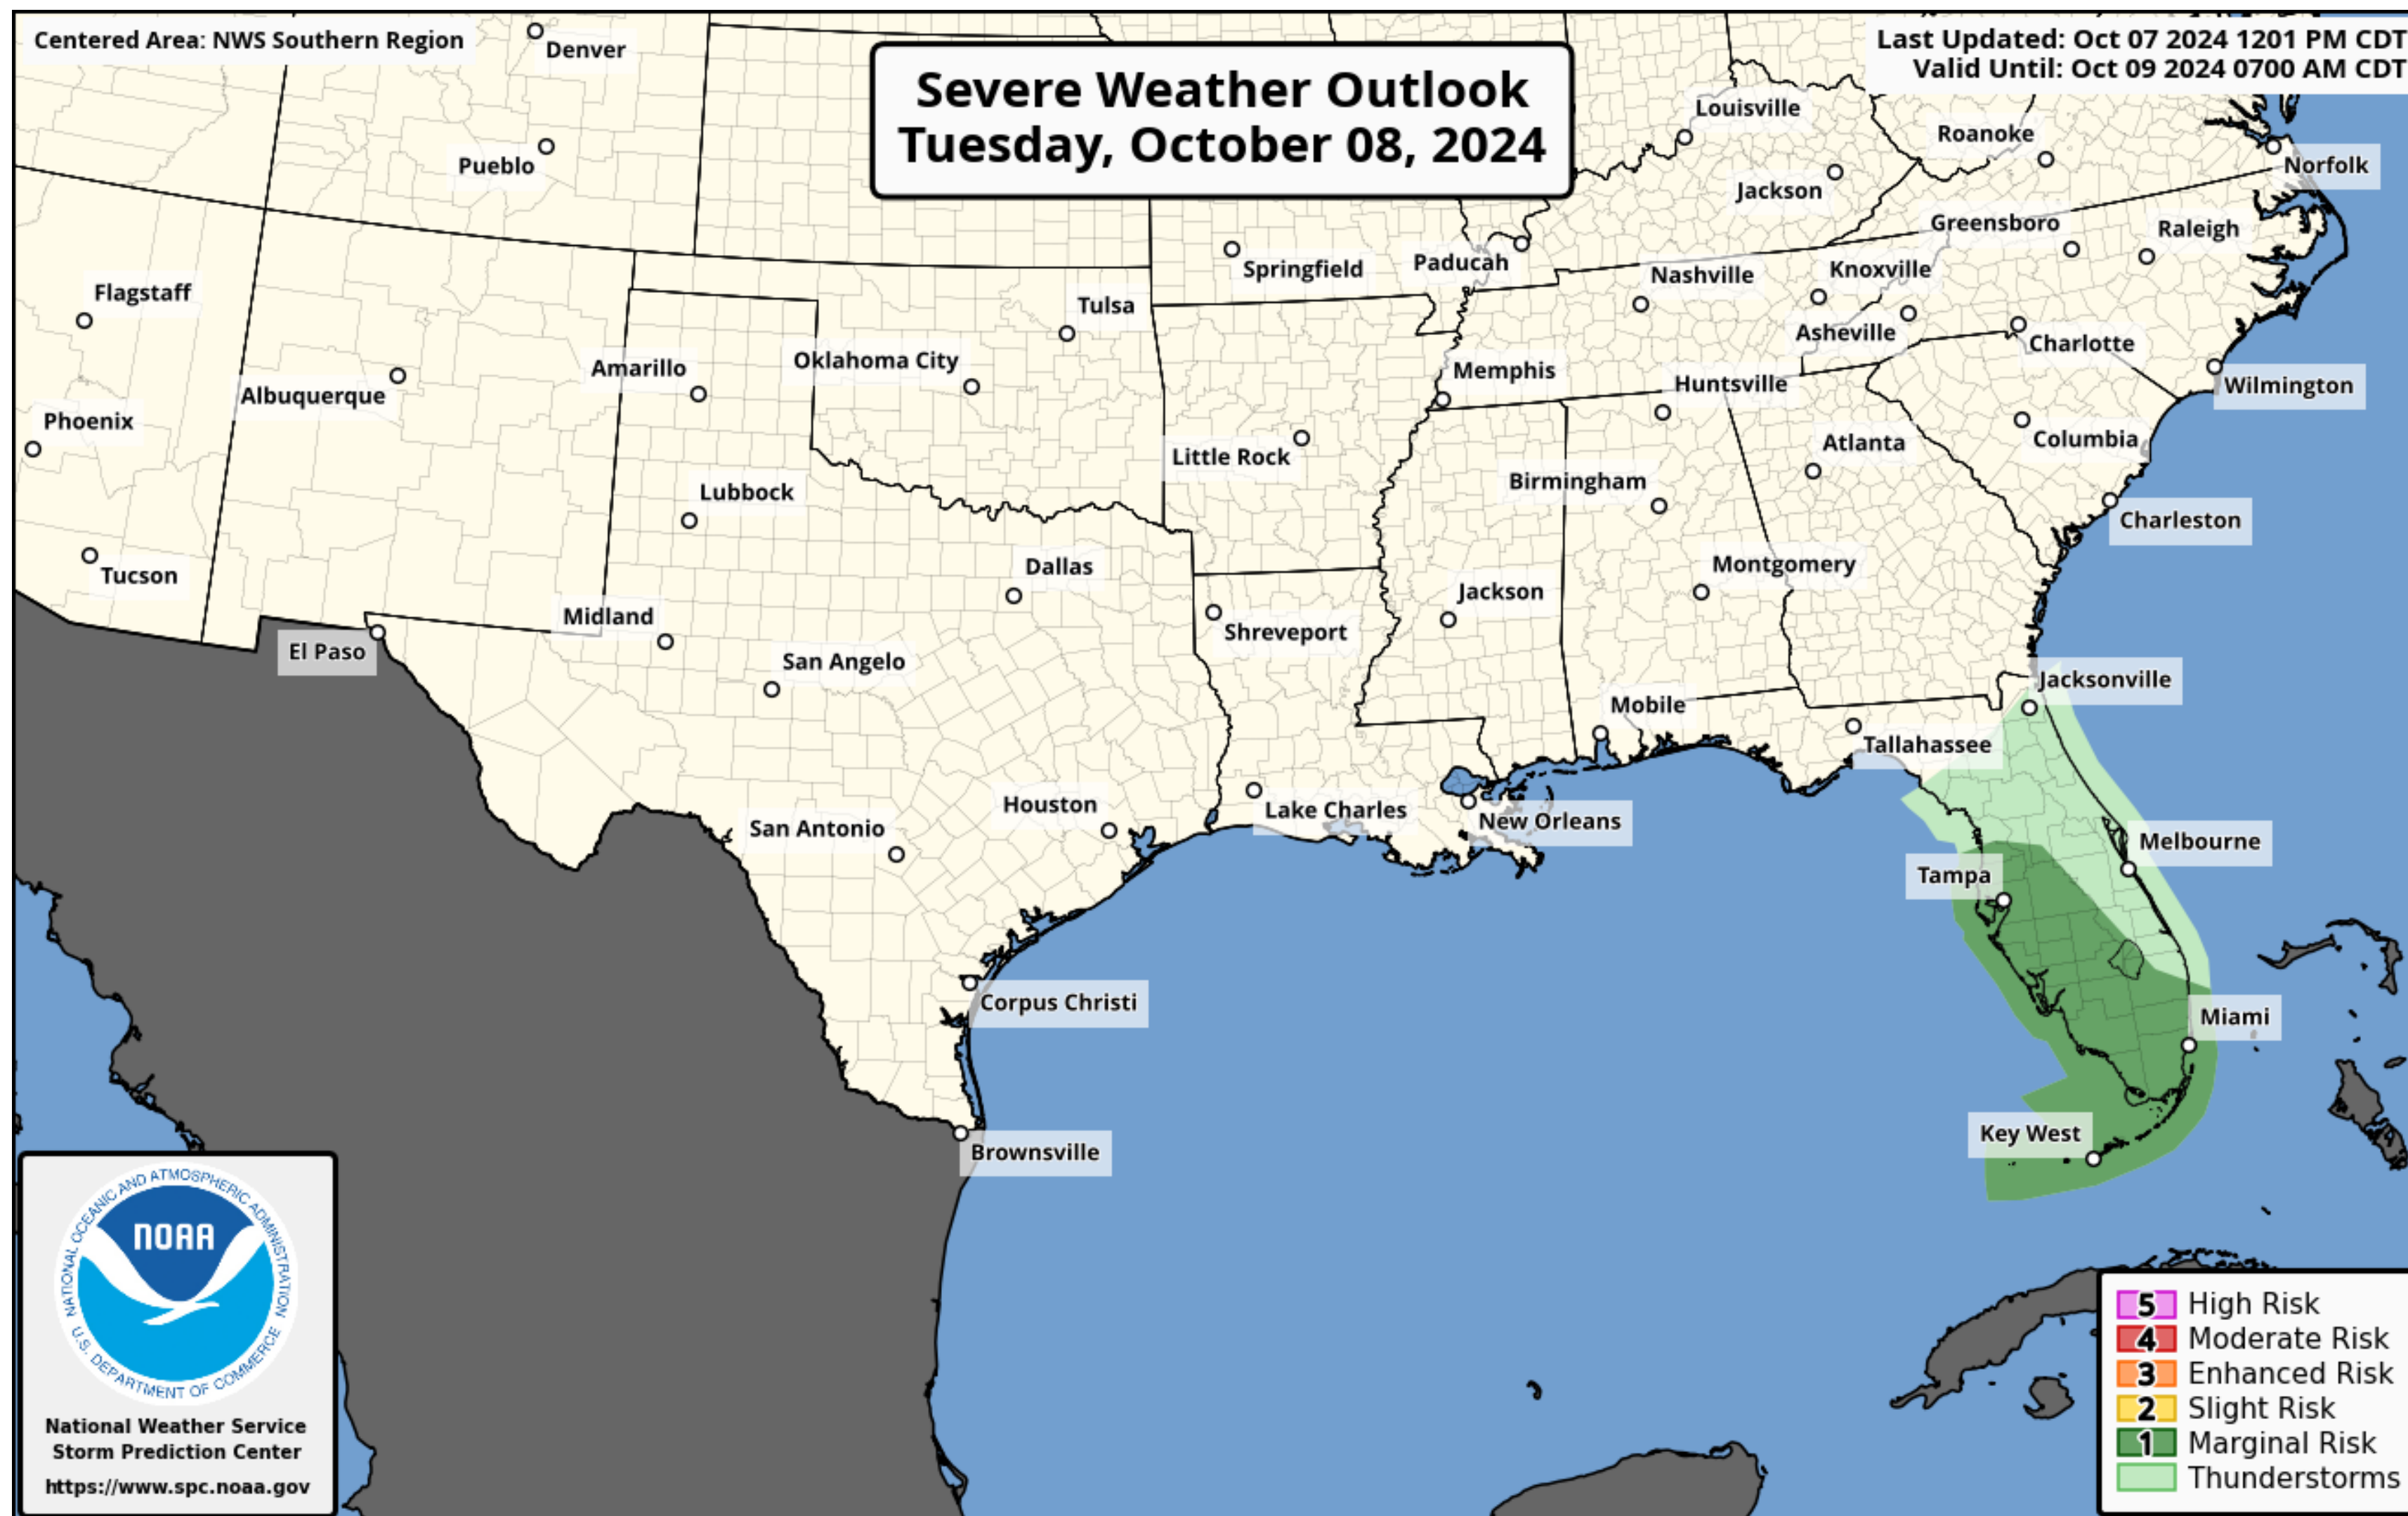 Centered Area: NWS Southern Region
Last Updated: Oct 07 2024 1201 PM CDT
Valid Until: Oct 09 2024 0700 AM CDT
Severe Weather Outlook
Tuesday, October 08, 2024
Denver
Pueblo
Louisville
Roanoke
Norfolk
Jackson
Greensboro
Raleigh
Springfield
Paducah
Nashville
Knoxville
Flagstaff
Tulsa
Asheville
Charlotte
Amarillo
Oklahoma City
Memphis
Huntsville
Wilmington
Albuquerque
Phoenix
Atlanta
Columbia
Little Rock
Birmingham
Lubbock
Charleston
Tucson
Dallas
Montgomery
Jackson
Midland
Shreveport
El Paso
San Angelo
Jacksonville
Mobile
Tallahassee
Houston
Lake Charles
New Orleans
San Antonio
Melbourne
Tampa
Corpus Christi
Miami
Key West
Brownsville
NATIONAL OCEANIC AND ATMOSPHERIC ADMINISTRATION
NOAA
U.S. DEPARTMENT OF COMMERCE
National Weather Service
Storm Prediction Center
https://www.spc.noaa.gov
5 High Risk
4 Moderate Risk
3 Enhanced Risk
2 Slight Risk
1 Marginal Risk
Thunderstorms